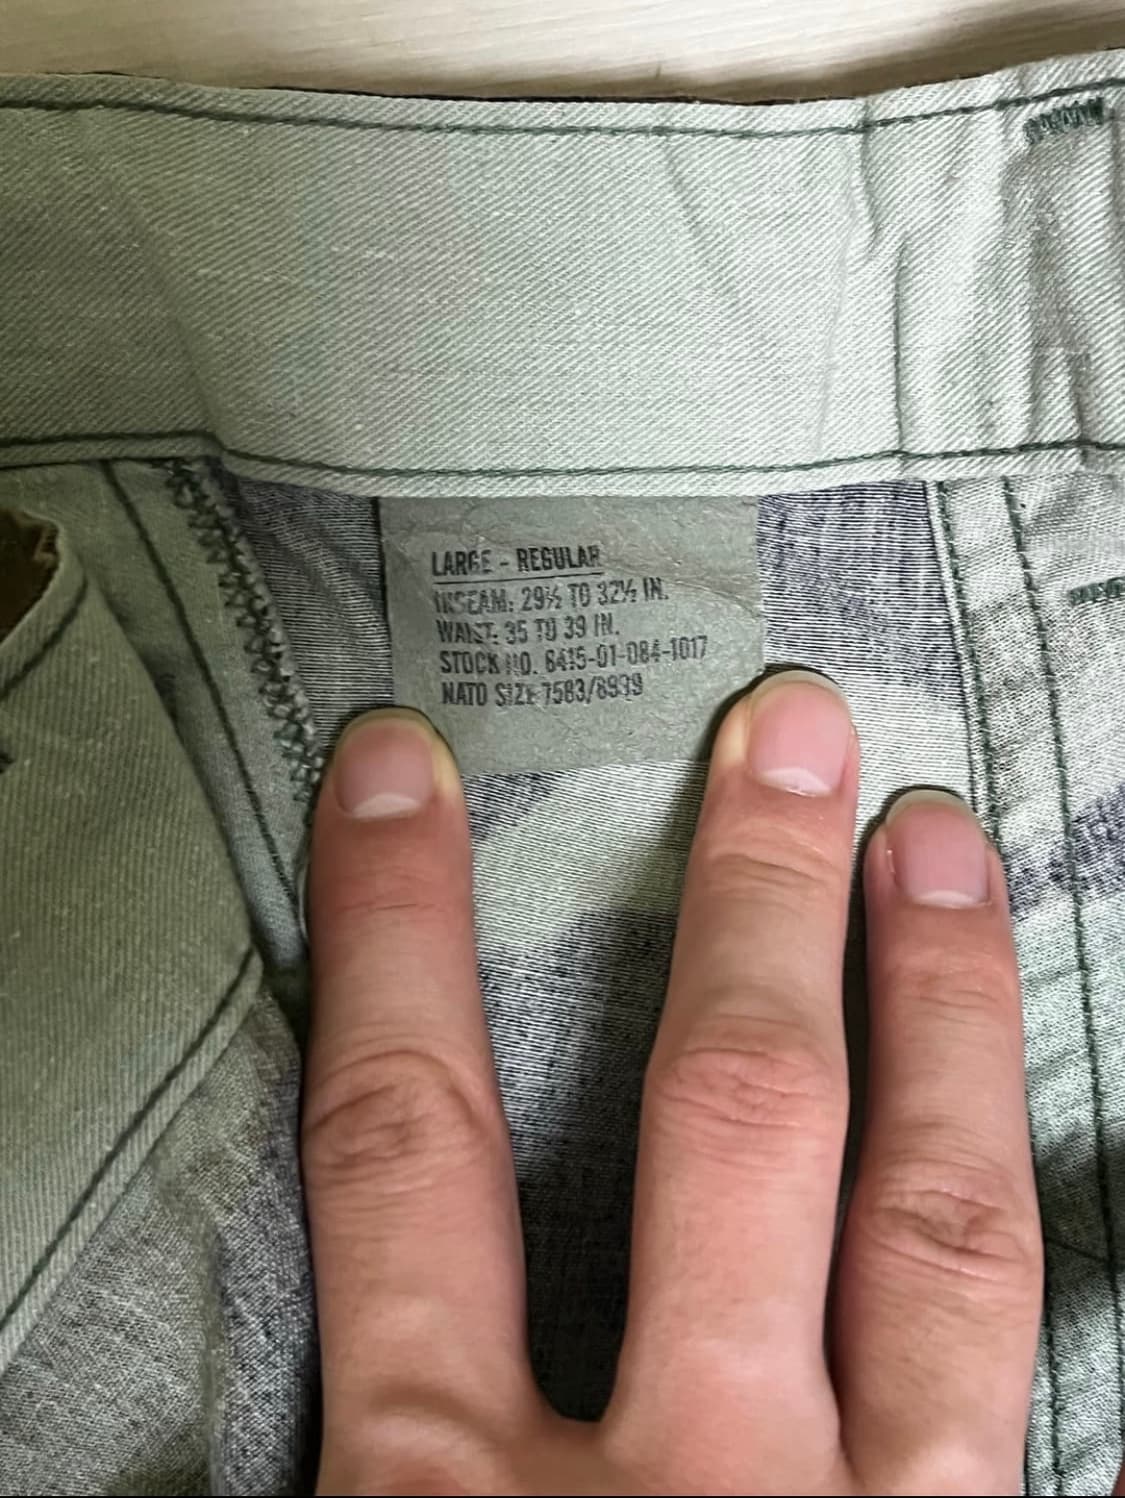 LARGE - REGULAR
INSEAM: 29½ TO 32½ IN.
WAIST: 35 TO 39 IN.
STOCK NO. 8415-01-084-1017
NATO SIZE 7583/8999